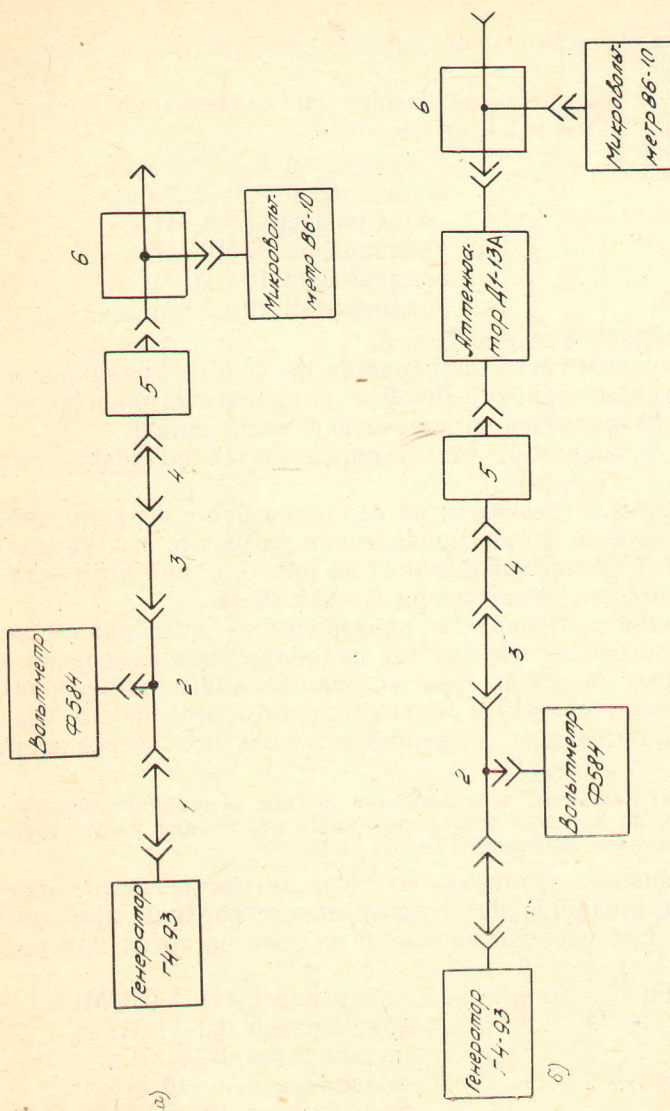 а)
Генератор
Г4-93
1
Вольтметр
Ф584
2
3
4
5
6
Микровольт-
метр В6-10
б)
Генератор
Г4-93
2
Вольтметр
Ф584
3
4
5
Аттенюа-
тор Д1-13А
6
Микровольт-
метр В6-10